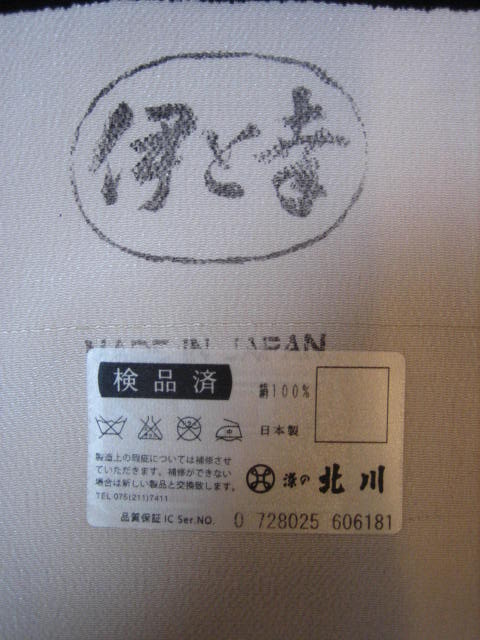 伊と幸
MADE IN JAPAN
検品済
絹100%
日本製
製造上の瑕疵については補修させ
ていただきます。補修ができない
場合は新しい製品と交換致します。
TEL 075(211)7411
の北川
品質保証IC Ser.NO. 0 728025 606181